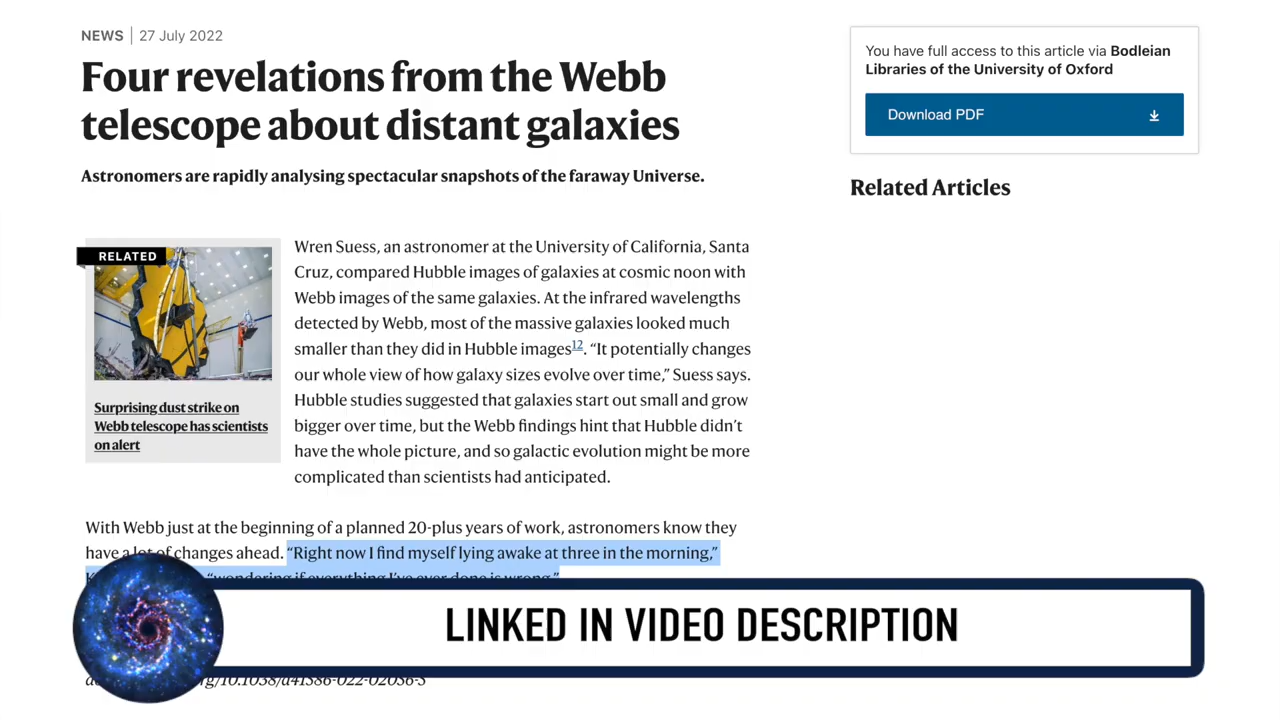 NEWS | 27 July 2022
Four revelations from the Webb
telescope about distant galaxies
Astronomers are rapidly analysing spectacular snapshots of the faraway Universe.
You have full access to this article via Bodleian
Libraries of the University of Oxford
Download PDF
Related Articles
RELATED
Surprising dust strike on
Webb telescope has scientists
on alert
Wren Suess, an astronomer at the University of California, Santa
Cruz, compared Hubble images of galaxies at cosmic noon with
Webb images of the same galaxies. At the infrared wavelengths
detected by Webb, most of the massive galaxies looked much
smaller than they did in Hubble images12. “It potentially changes
our whole view of how galaxy sizes evolve over time,” Suess says.
Hubble studies suggested that galaxies start out small and grow
bigger over time, but the Webb findings hint that Hubble didn’t
have the whole picture, and so galactic evolution might be more
complicated than scientists had anticipated.
With Webb just at the beginning of a planned 20-plus years of work, astronomers know they
have a lot of changes ahead. “Right now I find myself lying awake at three in the morning,”
“wondering if everything I’ve ever done is wrong.”
LINKED IN VIDEO DESCRIPTION